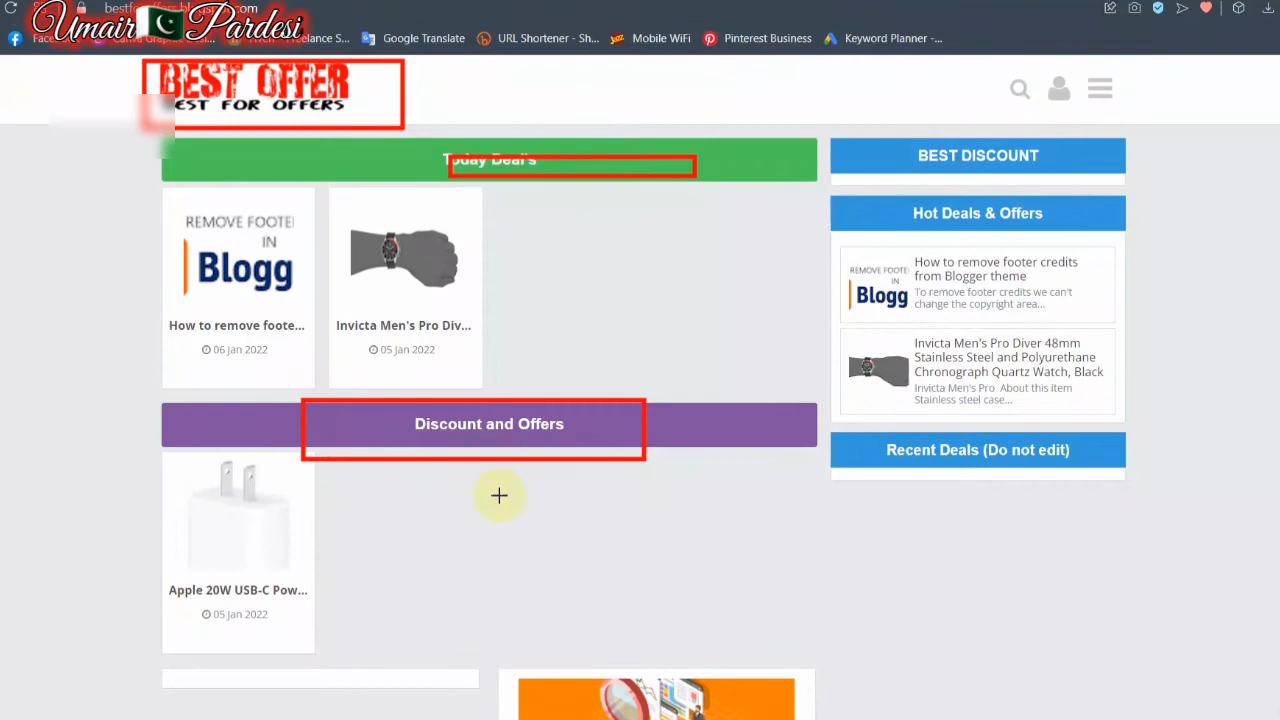 Umair Pardesi
Google Translate
URL Shortener - Sh...
Mobile WiFi
Pinterest Business
Keyword Planner -...
BEST OFFER
EST FOR OFFERS
Today Deal's
BEST DISCOUNT
REMOVE FOOTE
IN
Blogg
How to remove foote...
06 Jan 2022
Invicta Men's Pro Div...
05 Jan 2022
Hot Deals & Offers
REMOVE FOOTE
IN
Blogg
How to remove footer credits
from Blogger theme
To remove footer credits we can't
change the copyright area...
Invicta Men's Pro Diver 48mm
Stainless Steel and Polyurethane
Chronograph Quartz Watch, Black
Invicta Men's Pro About this item
Stainless steel case...
Discount and Offers
Recent Deals (Do not edit)
Apple 20W USB-C Pow...
05 Jan 2022